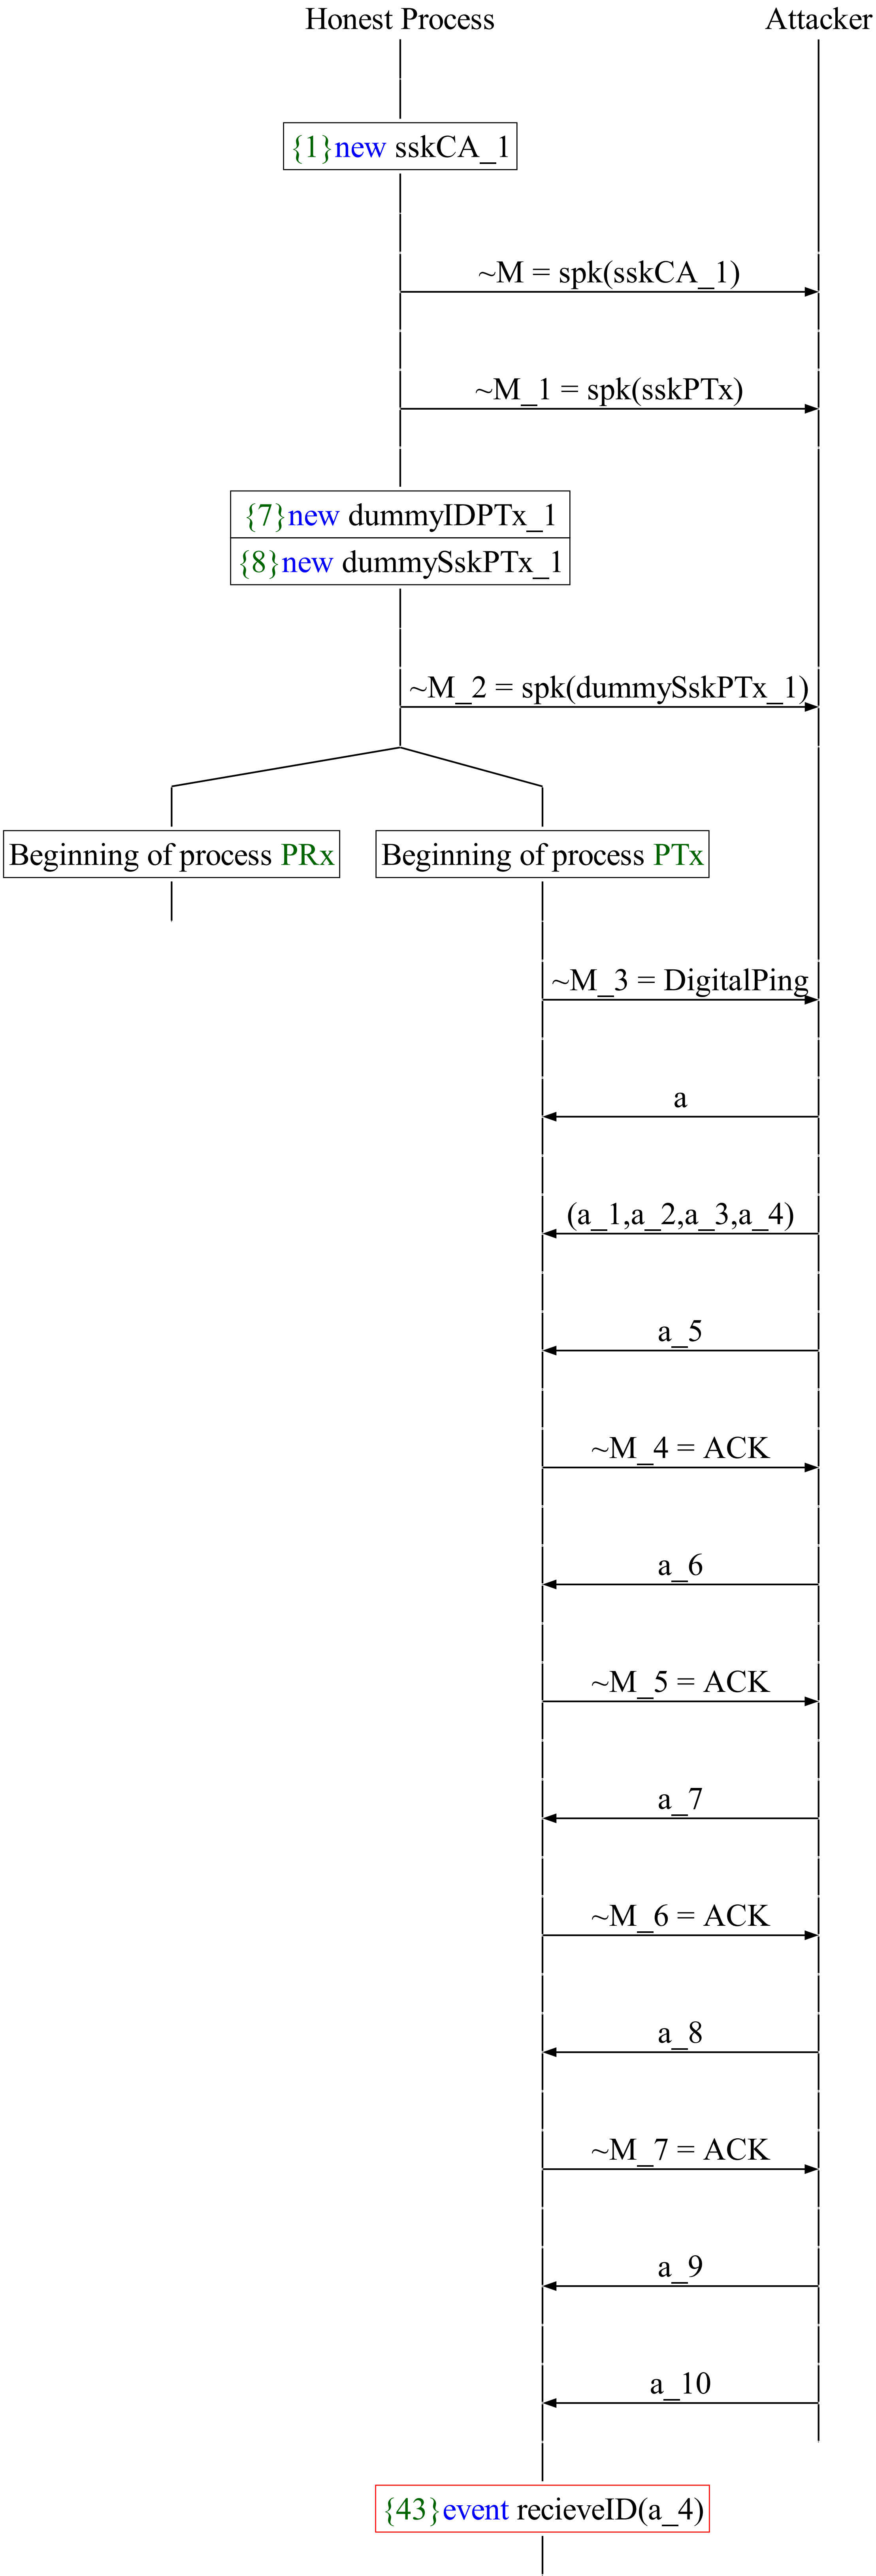 Honest Process Attacker
{1}new sskCA_1
~M = spk(sskCA_1)
~M_1 = spk(sskPTx)
{7}new dummyIDPTx_1
{8}new dummySskPTx_1
~M_2 = spk(dummySskPTx_1)
Beginning of process PRx Beginning of process PTx
~M_3 = DigitalPing
a
(a_1,a_2,a_3,a_4)
a_5
~M_4 = ACK
a_6
~M_5 = ACK
a_7
~M_6 = ACK
a_8
~M_7 = ACK
a_9
a_10
{43}event recieveID(a_4)